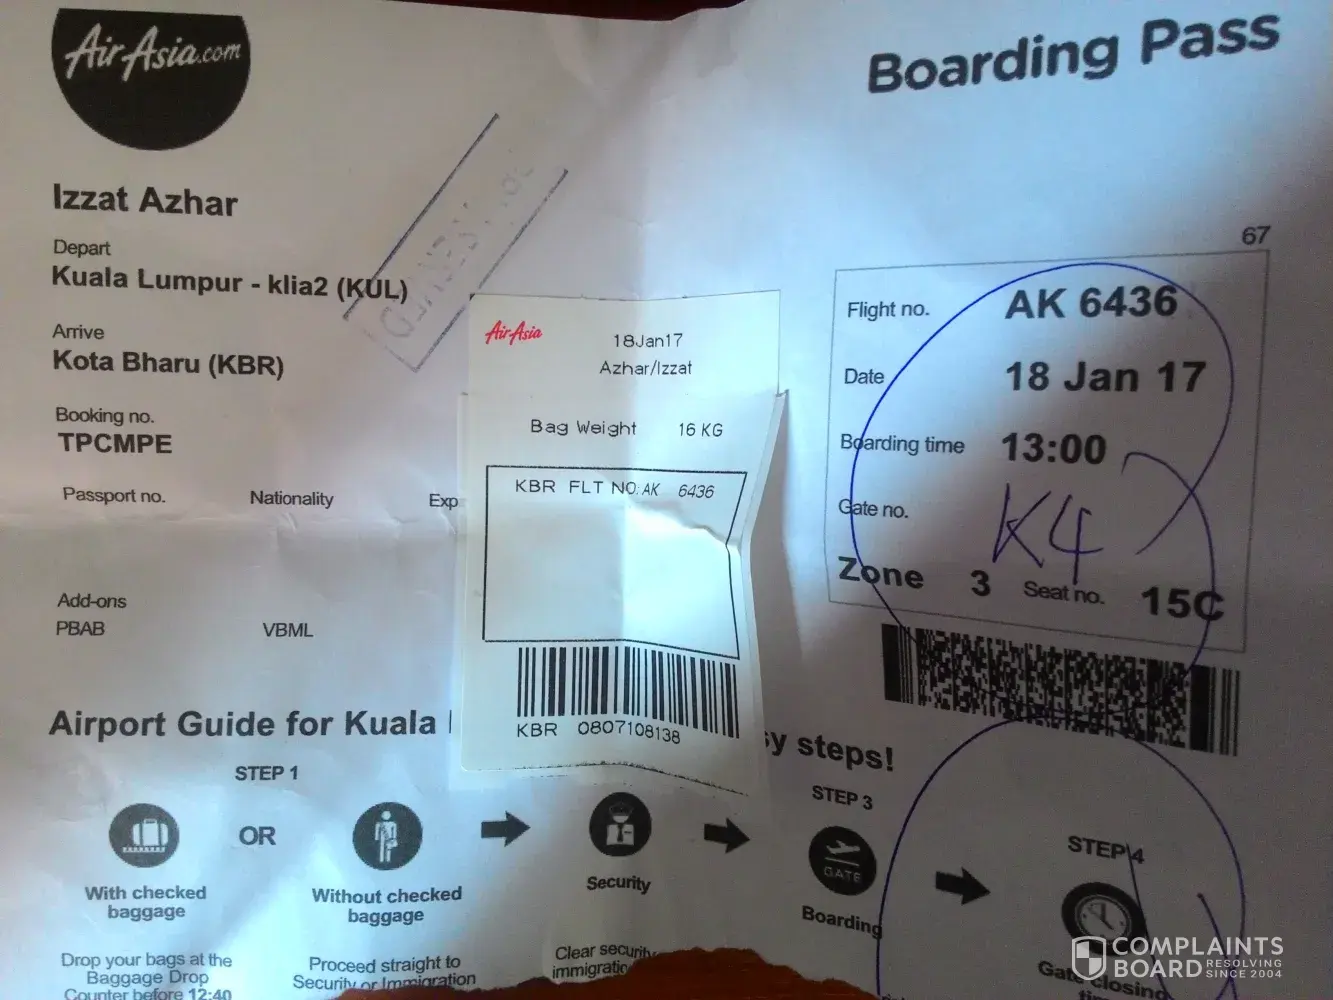 AirAsia.com
Boarding Pass
Izzat Azhar
Depart
Kuala Lumpur - klia2 (KUL)
Arrive
Kota Bharu (KBR)
Booking no.
TPCMPE
Passport no. Nationality Exp
Add-ons
PBAB VBML
AirAsia
18Jan17
Azhar/Izzat
Bag Weight 16 KG
KBR FLT NO: AK 6436
KBR 0807108138
67
Flight no. AK 6436
Date 18 Jan 17
Boarding time 13:00
Gate no. K4
Zone 3 Seat no. 15C
Airport Guide for Kuala sy steps!
STEP 1
OR
With checked
baggage
Drop your bags at the
Baggage Drop
Counter before 12:40
Without checked
baggage
Proceed straight to
Security or Immigration
Security
Clear security
immigratio
STEP 3
GATE
Boarding
STEP 4
Gate closing
COMPLAINTS
BOARD RESOLVING
SINCE 2004